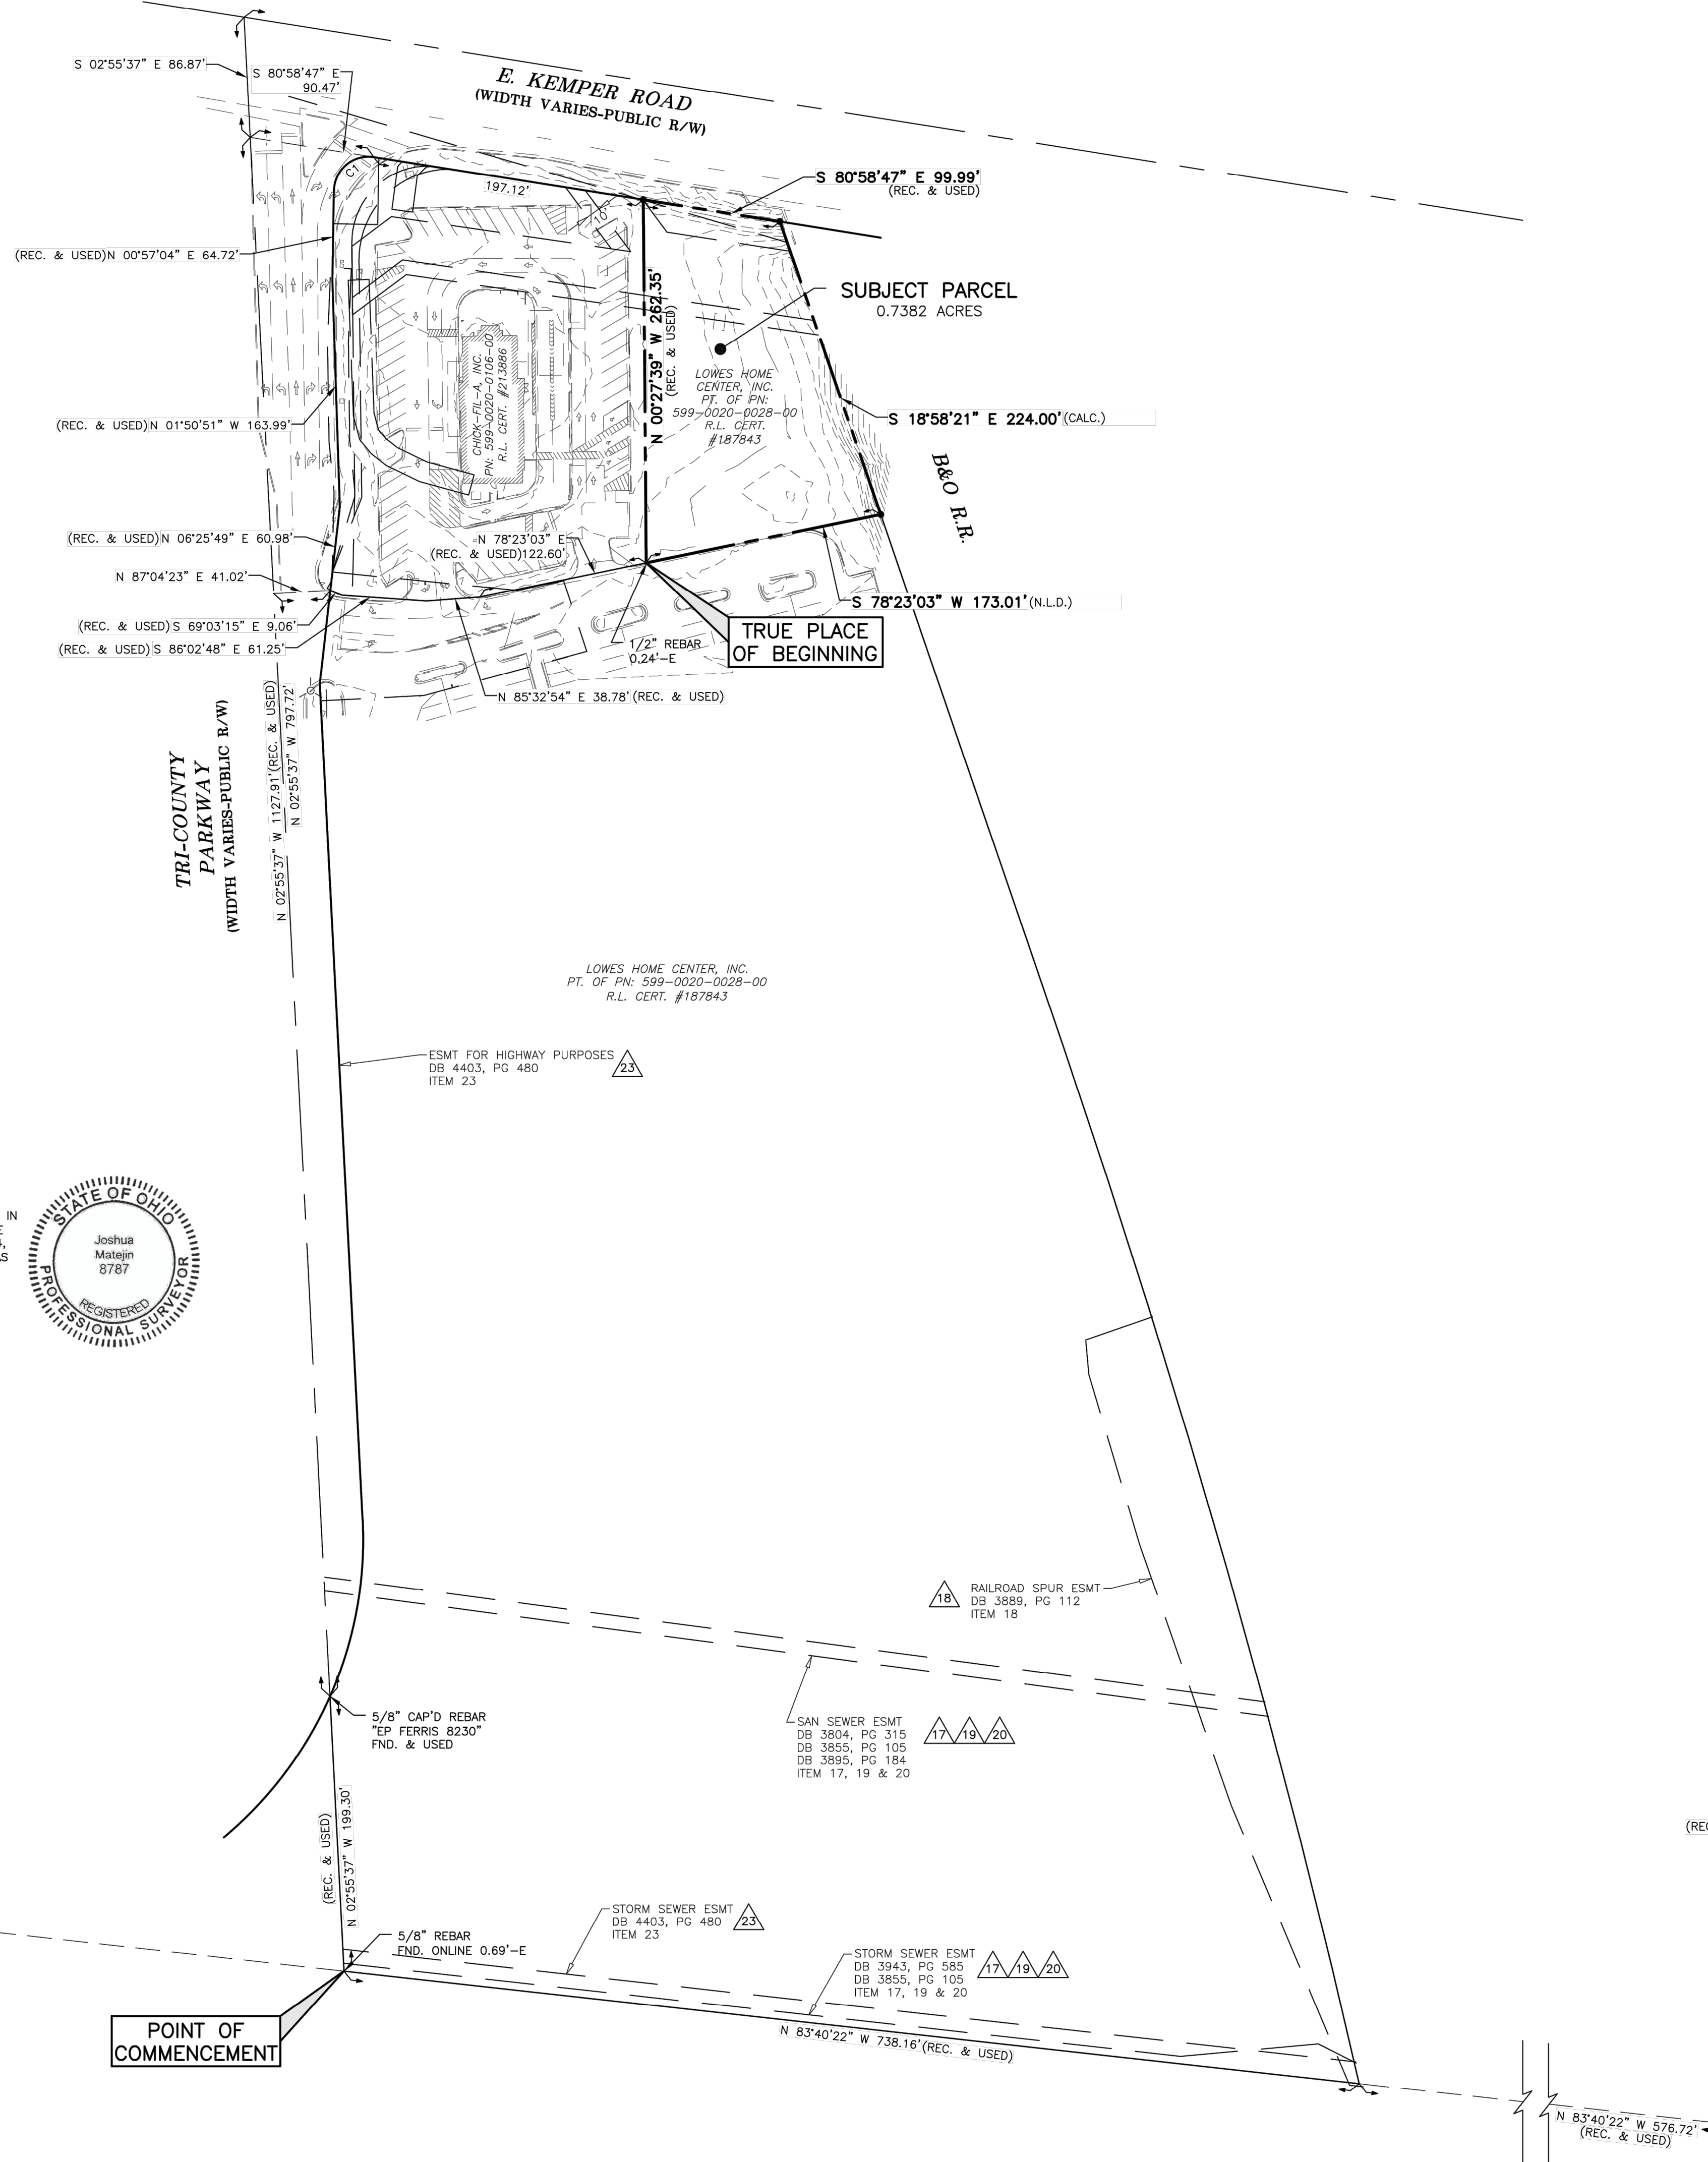 S 02°55'37" E 86.87'
S 80°58'47" E
90.47'
E. KEMPER ROAD
(WIDTH VARIES-PUBLIC R/W)
C1
197.12'
10'
S 80°58'47" E 99.99'
(REC. & USED)
(REC. & USED)N 00°57'04" E 64.72'
N 00°27'39" W 262.35'
(REC. & USED)
SUBJECT PARCEL
0.7382 ACRES
CHICK-FIL-A, INC.
PN: 599-0020-0106-00
R.L. CERT. #213886
LOWES HOME
CENTER, INC.
PT. OF PN:
599-0020-0028-00
R.L. CERT.
#187843
(REC. & USED)N 01°50'51" W 163.99'
S 18°58'21" E 224.00'(CALC.)
B&O R.R.
(REC. & USED)N 06°25'49" E 60.98'
N 78°23'03" E
(REC. & USED)122.60'
N 87°04'23" E 41.02'
S 78°23'03" W 173.01'(N.L.D.)
(REC. & USED)S 69°03'15" E 9.06'
(REC. & USED)S 86°02'48" E 61.25'
TRUE PLACE
OF BEGINNING
1/2" REBAR
0.24'-E
N 85°32'54" E 38.78'(REC. & USED)
TRI-COUNTY
PARKWAY
(WIDTH VARIES-PUBLIC R/W)
N 02°55'37" W 1127.91'(REC. & USED)
N 02°55'37" W 797.72'
LOWES HOME CENTER, INC.
PT. OF PN: 599-0020-0028-00
R.L. CERT. #187843
ESMT FOR HIGHWAY PURPOSES
DB 4403, PG 480
ITEM 23
23
IN
STATE OF OHIO
Joshua
Matejin
8787
REGISTERED
PROFESSIONAL SURVEYOR
18
RAILROAD SPUR ESMT
DB 3889, PG 112
ITEM 18
5/8" CAP'D REBAR
"EP FERRIS 8230"
FND. & USED
SAN SEWER ESMT
DB 3804, PG 315
DB 3855, PG 105
DB 3895, PG 184
ITEM 17, 19 & 20
17 19 20
(REC. & USED)
N 02°55'37" W 199.30'
STORM SEWER ESMT
DB 4403, PG 480
ITEM 23
23
5/8" REBAR
FND. ONLINE 0.69'-E
STORM SEWER ESMT
DB 3943, PG 585
DB 3855, PG 105
ITEM 17, 19 & 20
17 19 20
POINT OF
COMMENCEMENT
N 83°40'22" W 738.16'(REC. & USED)
N 83°40'22" W 576.72'
(REC. & USED)